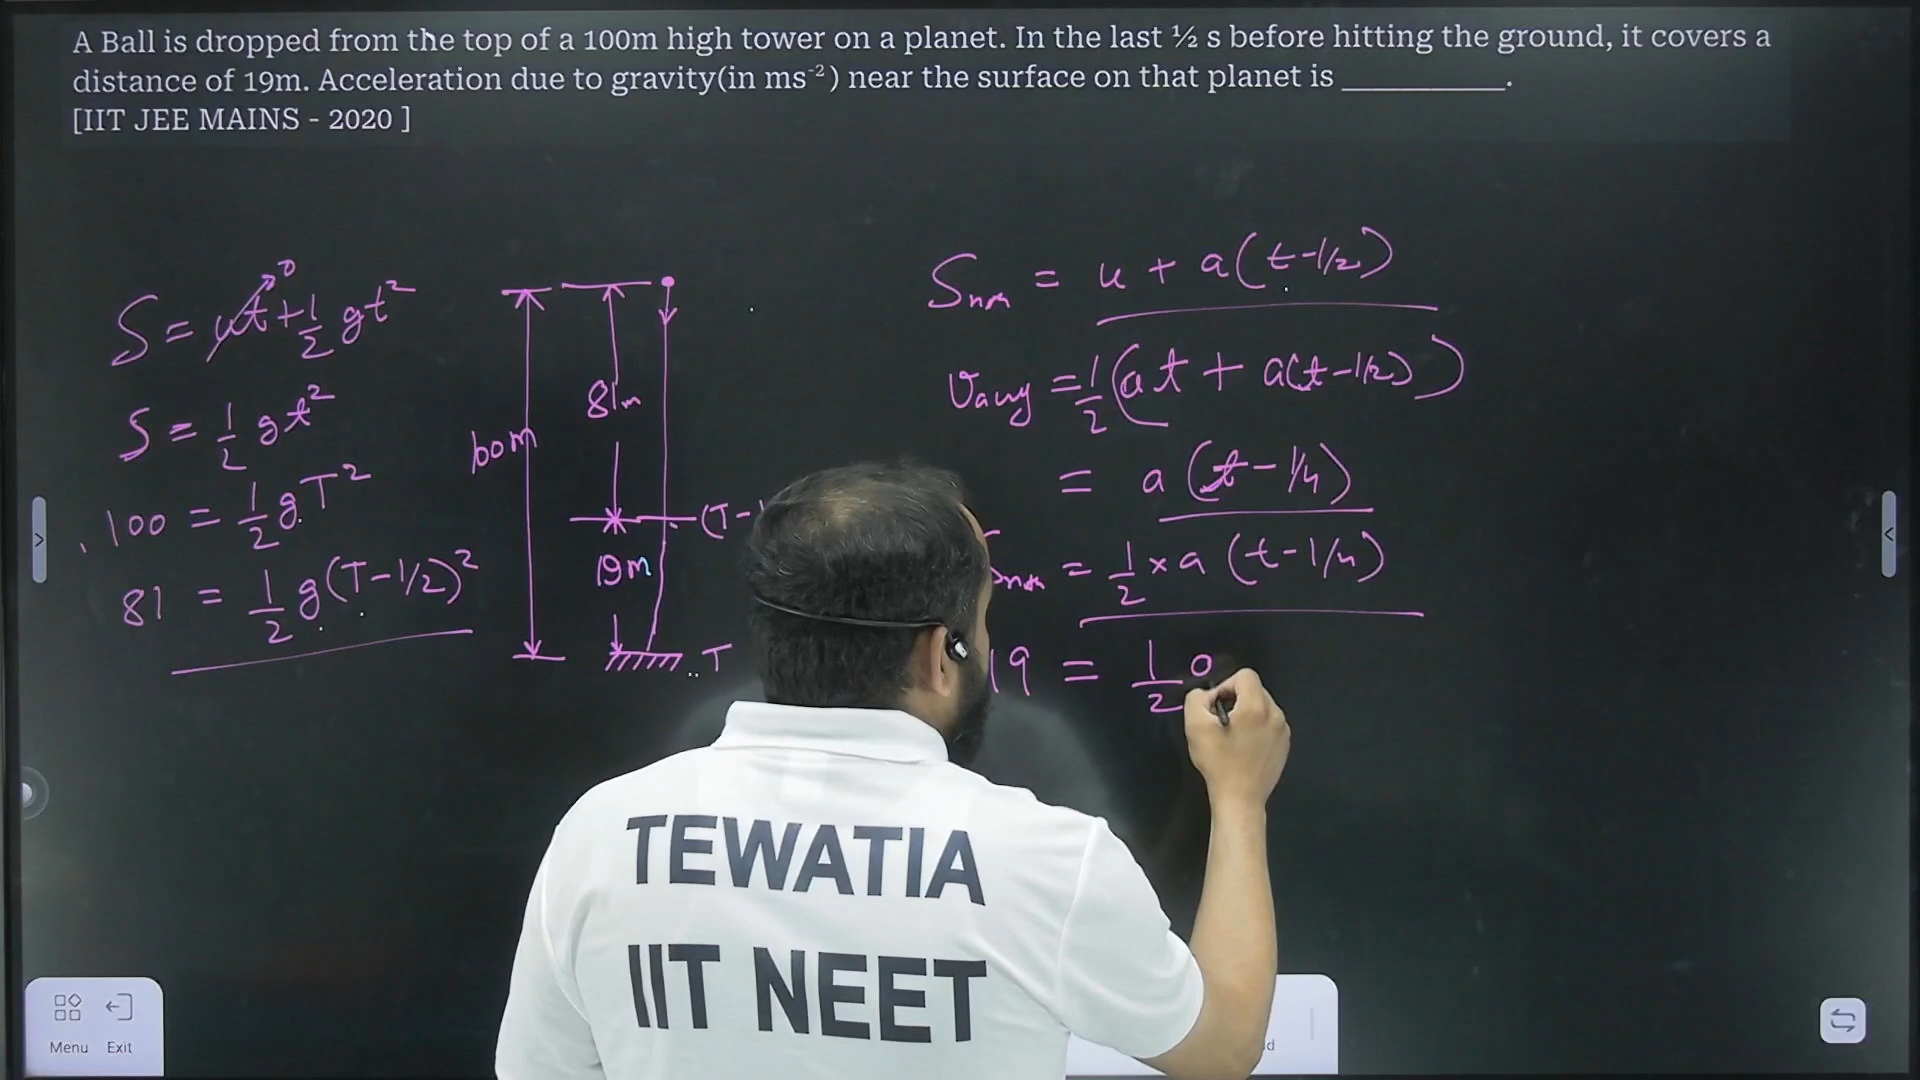 A Ball is dropped from the top of a 100m high tower on a planet. In the last ½ s before hitting the ground, it covers a
distance of 19m. Acceleration due to gravity(in ms⁻²) near the surface on that planet is __________.
[IIT JEE MAINS - 2020 ]
S = ut + 1/2 gt²
0
S = 1/2 gt²
100 = 1/2 gT²
81 = 1/2 g(T-1/2)²
100m
81m
19m
(T-
T
Snth = u + a(t-1/2)
= 1/2 (at + a(t-1/2))
= a (t-1/4)
Snth = 1/2 × a (t-1/4)
19 = 1/2 a
TEWATIA
IIT NEET
Menu Exit